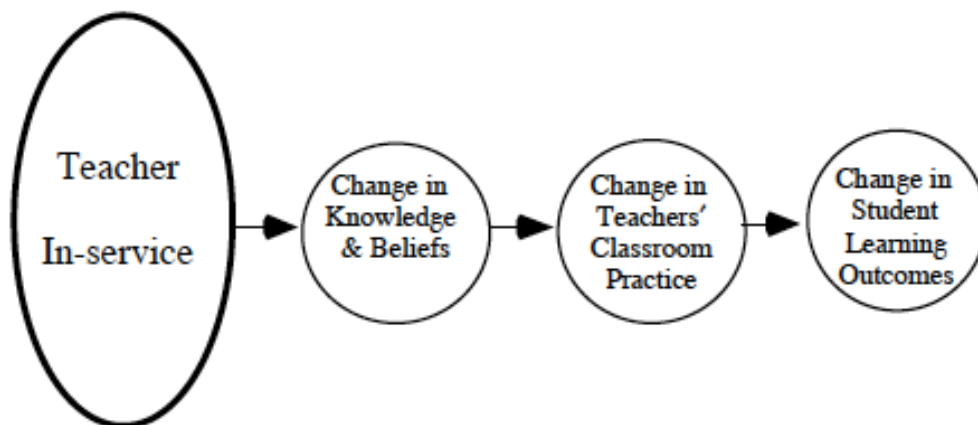 Teacher
In-service
Change in
Knowledge
& Beliefs
Change in
Teachers′
Classroom
Practice
Change in
Student
Learning
Outcomes